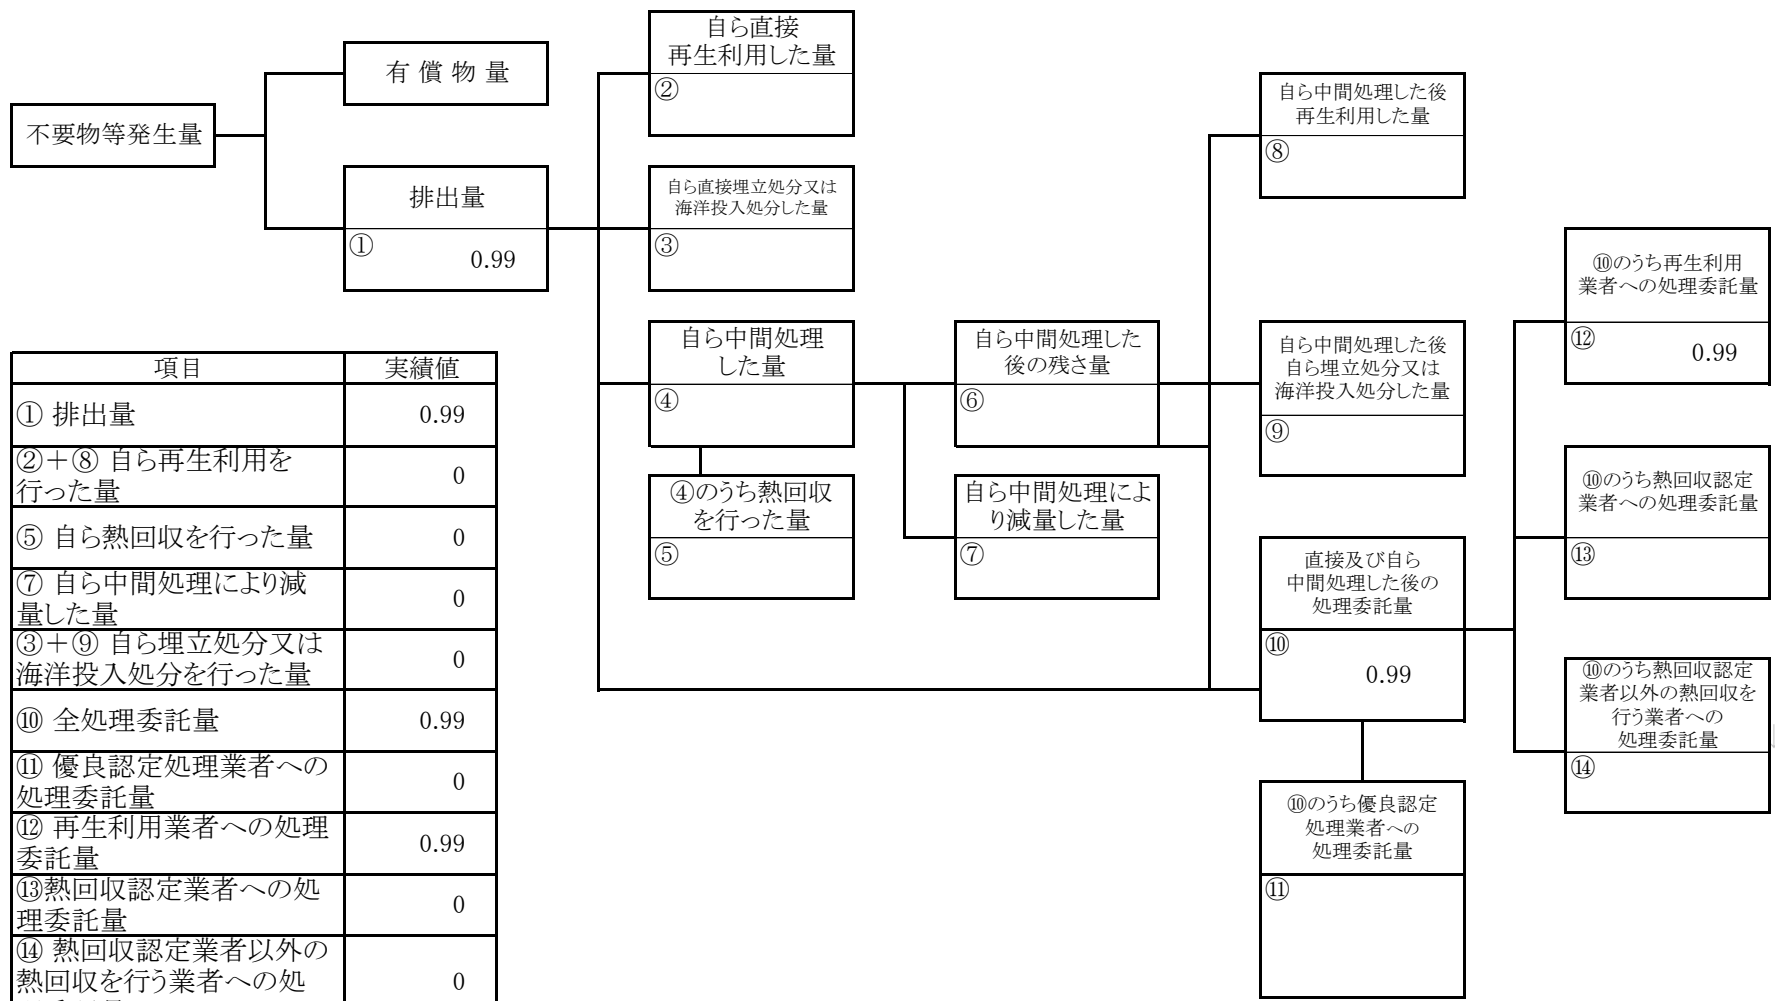 不要物等発生量
有 償 物 量
排出量
①
0.99
自ら直接
再生利用した量
②
自ら直接埋立処分又は
海洋投入処分した量
③
自ら中間処理
した量
④
④のうち熱回収
を行った量
⑤
自ら中間処理した
後の残さ量
⑥
自ら中間処理によ
り減量した量
⑦
自ら中間処理した後
再生利用した量
⑧
自ら中間処理した後
自ら埋立処分又は
海洋投入処分した量
⑨
直接及び自ら
中間処理した後の
処理委託量
⑩
0.99
⑩のうち優良認定
処理業者への
処理委託量
⑪
⑩のうち再生利用
業者への処理委託量
⑫
0.99
⑩のうち熱回収認定
業者への処理委託量
⑬
⑩のうち熱回収認定
業者以外の熱回収を
行う業者への
処理委託量
⑭
項目 実績値
① 排出量 0.99
②＋⑧ 自ら再生利用を
行った量 0
⑤ 自ら熱回収を行った量 0
⑦ 自ら中間処理により減
量した量 0
③＋⑨ 自ら埋立処分又は
海洋投入処分を行った量 0
⑩ 全処理委託量 0.99
⑪ 優良認定処理業者への
処理委託量 0
⑫ 再生利用業者への処理
委託量 0.99
⑬熱回収認定業者への処
理委託量 0
⑭ 熱回収認定業者以外の
熱回収を行う業者への処 0